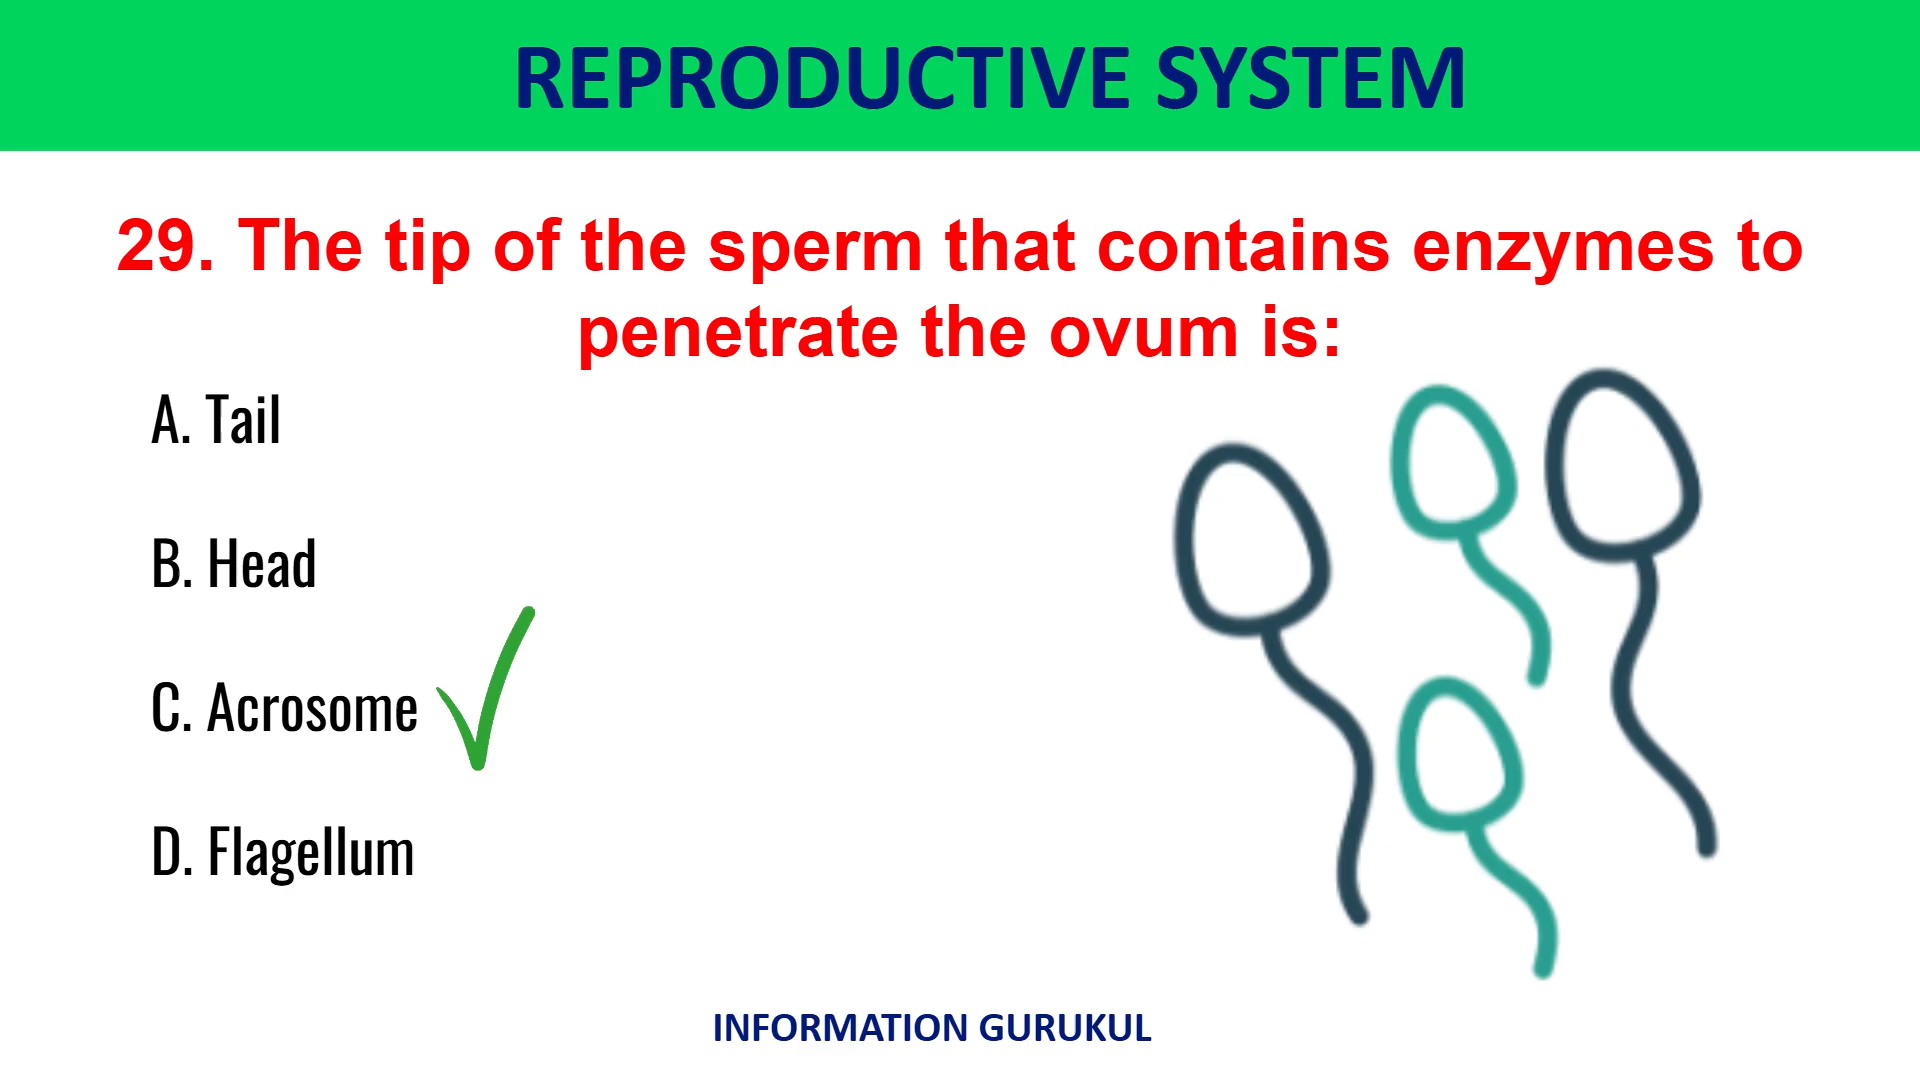 REPRODUCTIVE SYSTEM
29. The tip of the sperm that contains enzymes to
penetrate the ovum is:
A. Tail
B. Head
C. Acrosome
D. Flagellum
INFORMATION GURUKUL